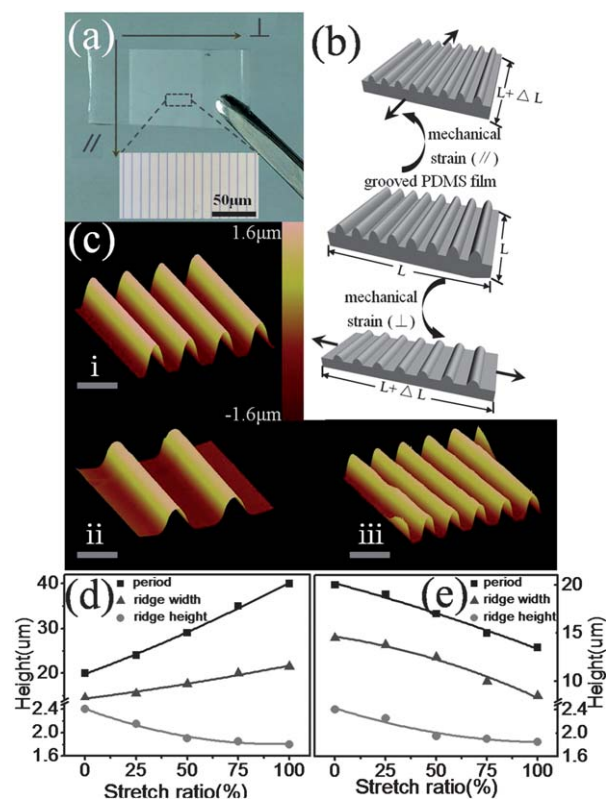 (a)
⊥
//
50μm
(b)
L+△L
mechanical
strain (//)
grooved PDMS film
L
L
mechanical
strain (⊥)
L+△L
(c)
1.6μm
-1.6μm
i
ii
iii
(d)
period
ridge width
ridge height
Height(um)
40
30
20
2.4
2.0
1.6
0 25 50 75 100
Stretch ratio(%)
(e)
period
ridge width
ridge height
20
15
10
2.4
2.0
1.6
Height(um)
0 25 50 75 100
Stretch ratio(%)